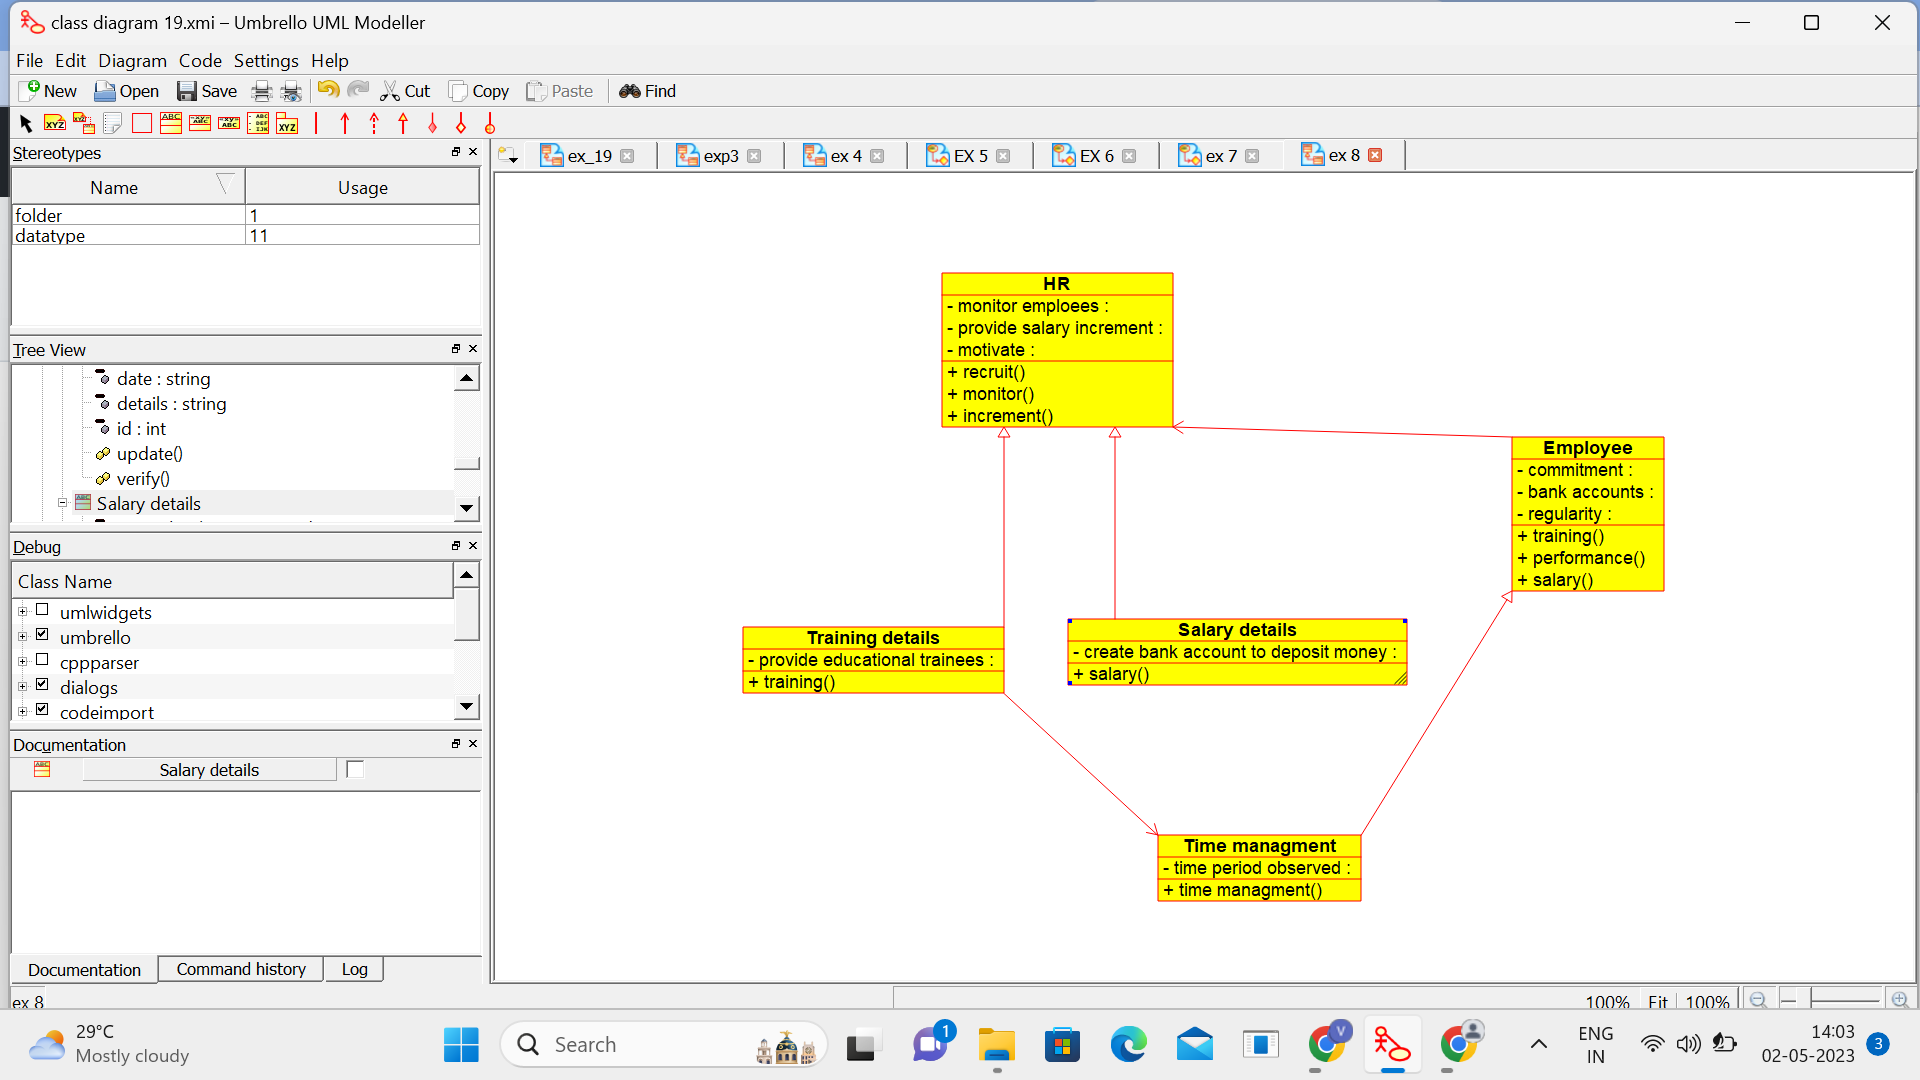 class diagram 19.xmi – Umbrello UML Modeller
File Edit Diagram Code Settings Help
New Open Save Cut Copy Paste Find
Stereotypes
Name Usage
folder 1
datatype 11
Tree View
date : string
details : string
id : int
update()
verify()
Salary details
Debug
Class Name
umlwidgets
umbrello
cppparser
dialogs
codeimport
Documentation
Salary details
Documentation Command history Log
ex 8
ex_19 exp3 ex 4 EX 5 EX 6 ex 7 ex 8
HR
- monitor emploees :
- provide salary increment :
- motivate :
+ recruit()
+ monitor()
+ increment()
Employee
- commitment :
- bank accounts :
- regularity :
+ training()
+ performance()
+ salary()
Training details
- provide educational trainees :
+ training()
Salary details
- create bank account to deposit money :
+ salary()
Time managment
- time period observed :
+ time managment()
100% Fit 100%
29°C
Mostly cloudy
Search
1
V
ENG
IN
14:03
02-05-2023
3